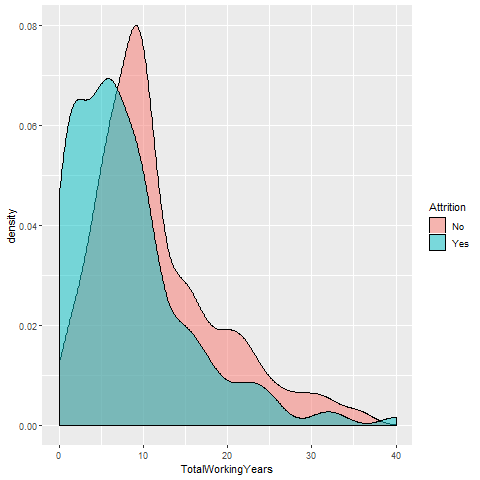 0.08
0.06
0.04
0.02
0.00
density
0 10 20 30 40
TotalWorkingYears
Attrition
No
Yes